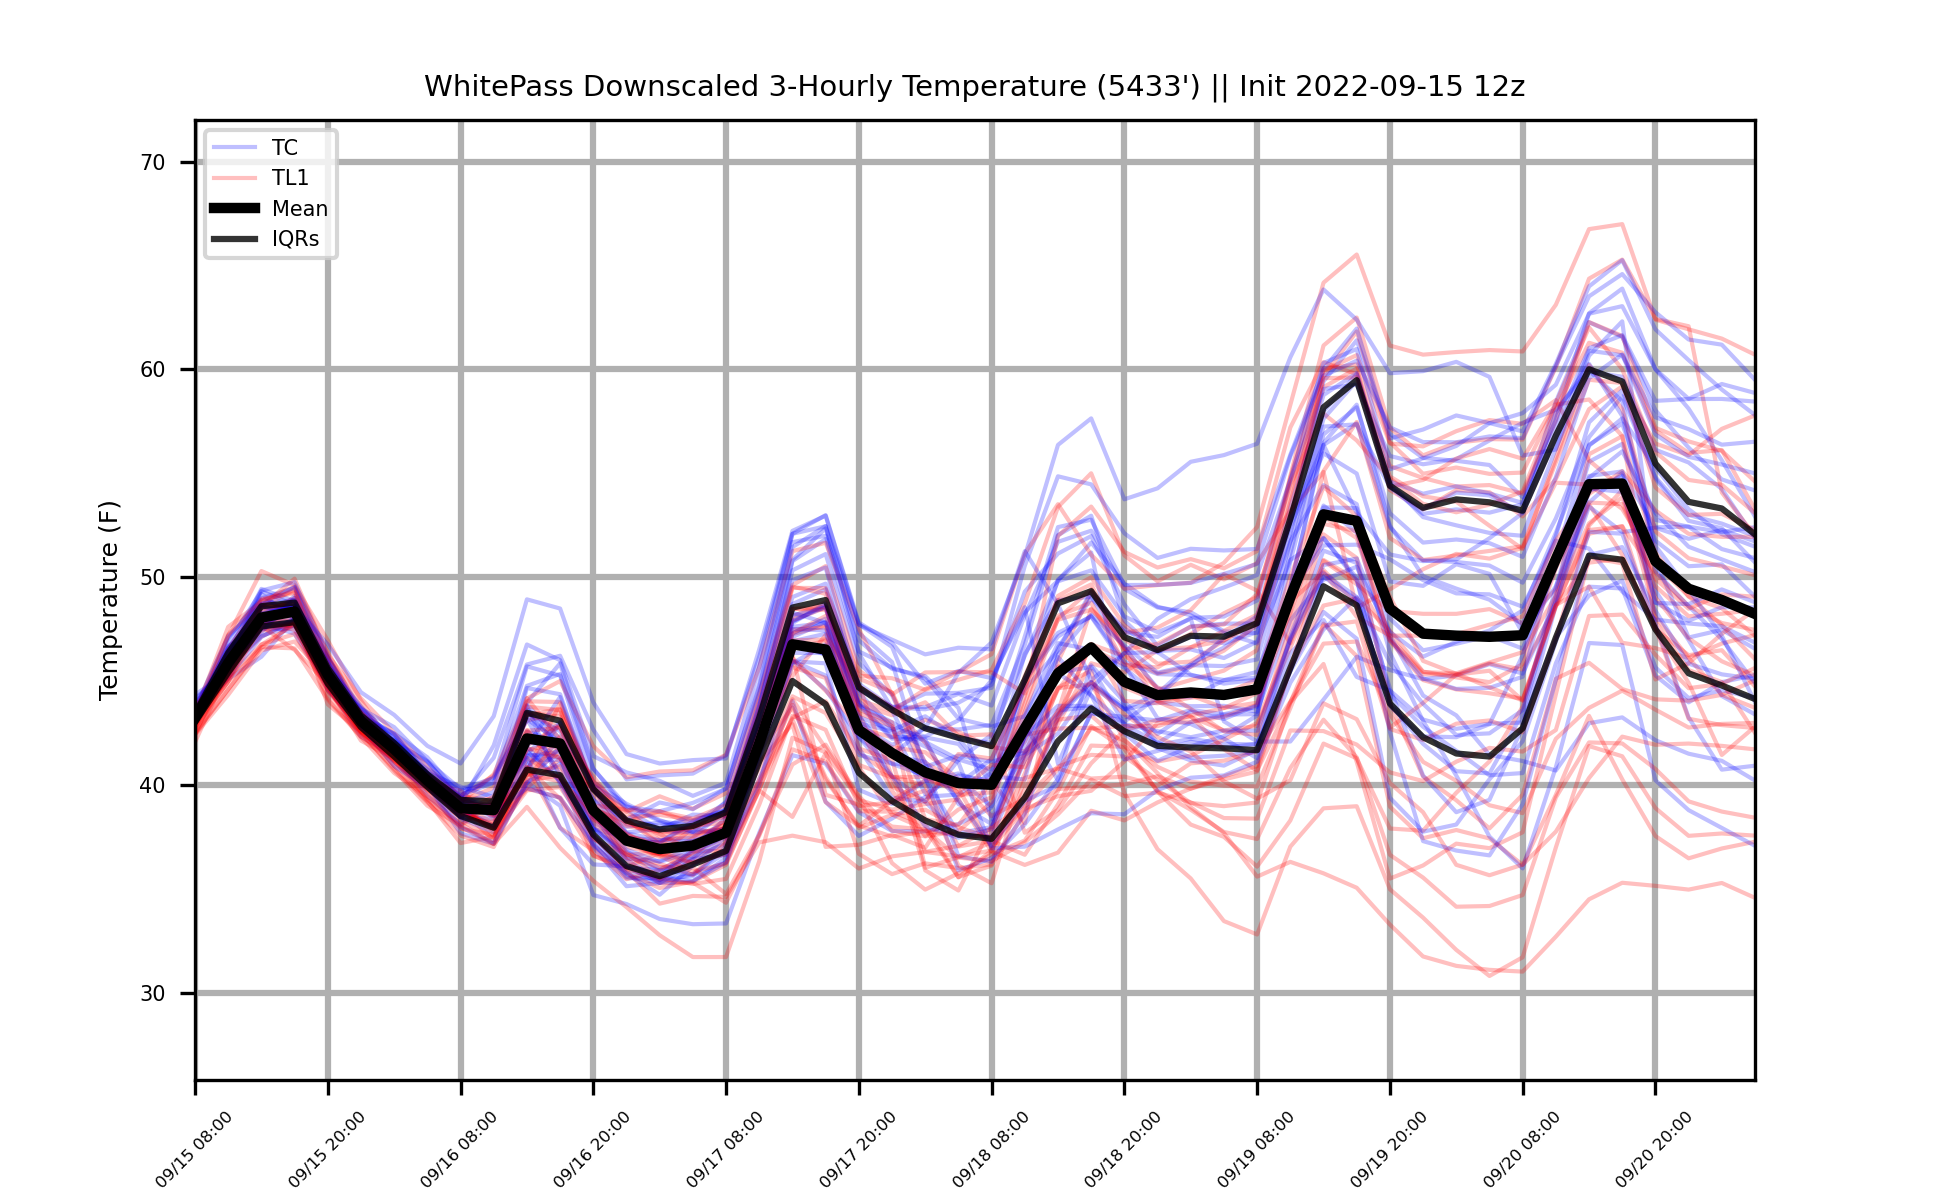 WhitePass Downscaled 3-Hourly Temperature (5433') || Init 2022-09-15 12z
TC
TL1
Mean
IQRs
Temperature (F)
70
60
50
40
30
09/15 08:00
09/15 20:00
09/16 08:00
09/16 20:00
09/17 08:00
09/17 20:00
09/18 08:00
09/18 20:00
09/19 08:00
09/19 20:00
09/20 08:00
09/20 20:00